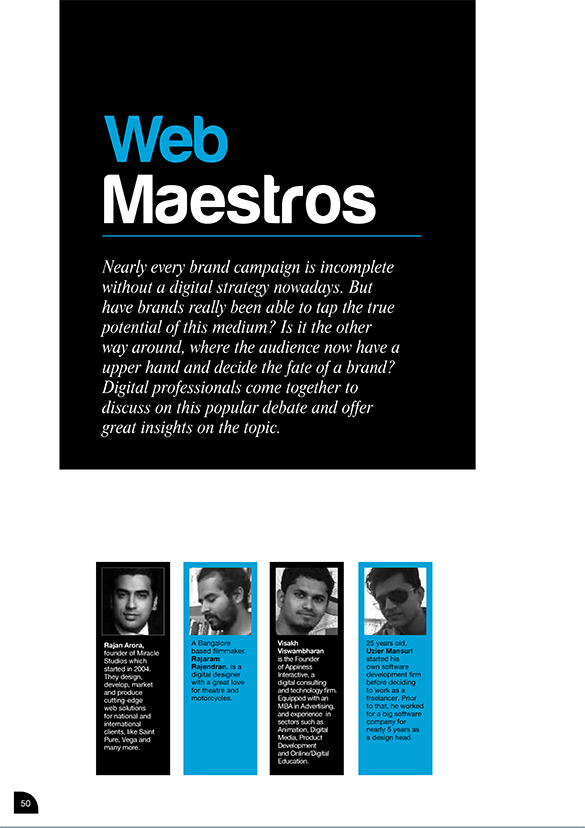 Web
Maestros
Nearly every brand campaign is incomplete
without a digital strategy nowadays. But
have brands really been able to tap the true
potential of this medium? Is it the other
way around, where the audience now have a
upper hand and decide the fate of a brand?
Digital professionals come together to
discuss on this popular debate and offer
great insights on the topic.
Rajan Arora,
founder of Miracle
Studios which
started in 2004.
They design,
develop, market
and produce
cutting-edge
web solutions
for national and
international
clients, like Saint
Pure, Vega and
many more.
A Bangalore
based filmmaker,
Rajaram
Rajendran, is a
digital designer
with a great love
for theatre and
motorcycles.
Visakh
Viswambharan
is the Founder
of Appiness
Interactive, a
digital consulting
and technology firm.
Equipped with an
MBA in Advertising,
and experience in
sectors such as
Animation, Digital
Media, Product
Development
and Online/Digital
Education.
25 years old,
Uzier Mansuri
started his
own software
development firm
before deciding
to work as a
freelancer. Prior
to that, he worked
for a big software
company for
nearly 5 years as
a design head.
50